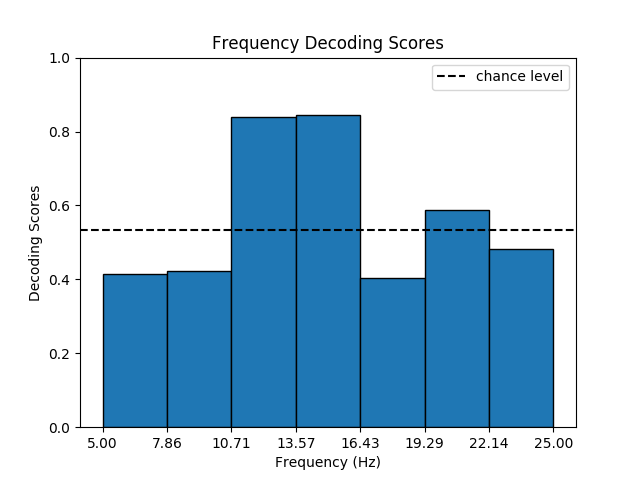 Frequency Decoding Scores
chance level
1.0
0.8
0.6
0.4
0.2
0.0
Decoding Scores
5.00 7.86 10.71 13.57 16.43 19.29 22.14 25.00
Frequency (Hz)